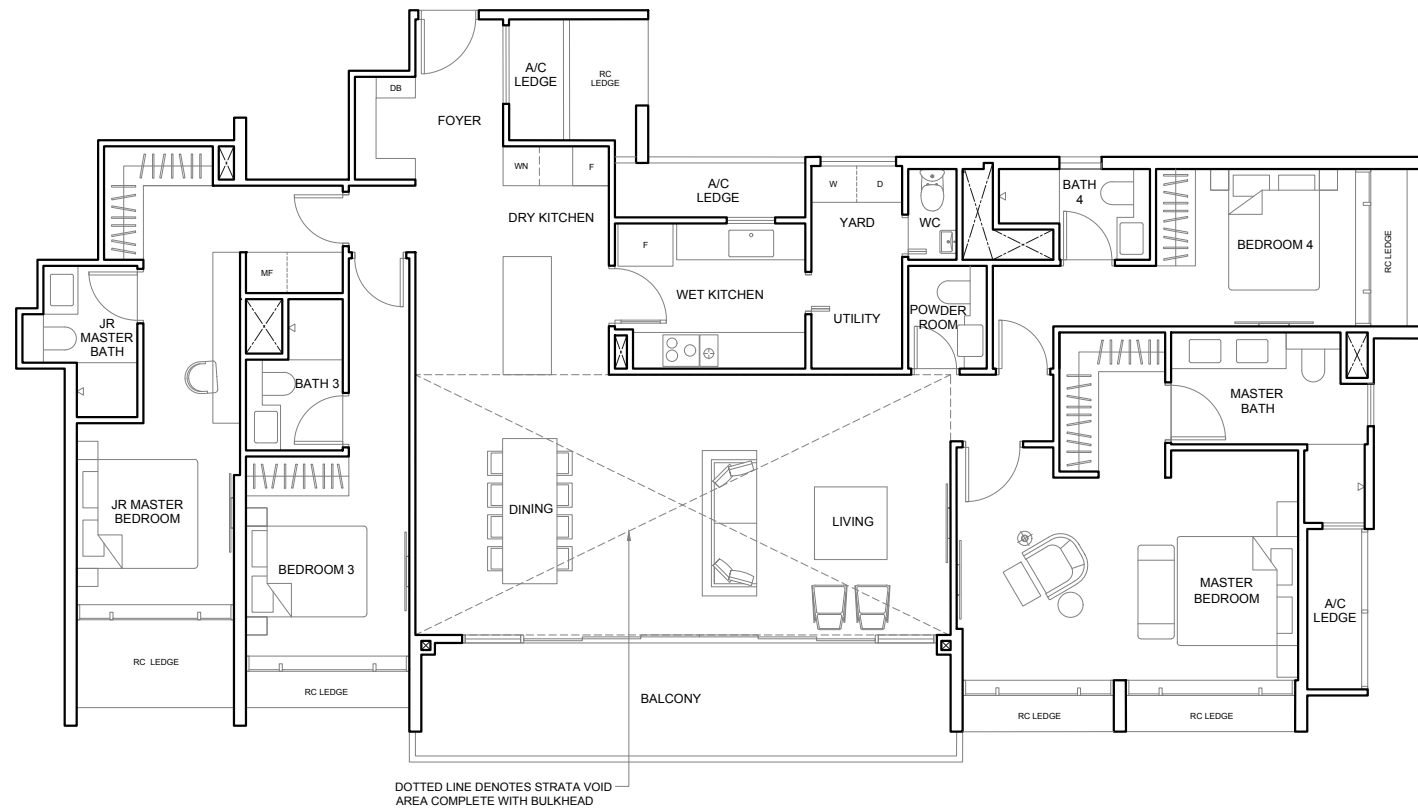 A/C
LEDGE
RC
LEDGE
DB
FOYER
WN
F
A/C
LEDGE
W
D
BATH
4
DRY KITCHEN
YARD
WC
BEDROOM 4
RC LEDGE
F
MF
WET KITCHEN
UTILITY
POWDER
ROOM
JR
MASTER
BATH
BATH 3
MASTER
BATH
JR MASTER
BEDROOM
DINING
LIVING
BEDROOM 3
MASTER
BEDROOM
A/C
LEDGE
RC LEDGE
RC LEDGE
BALCONY
RC LEDGE
RC LEDGE
DOTTED LINE DENOTES STRATA VOID
AREA COMPLETE WITH BULKHEAD